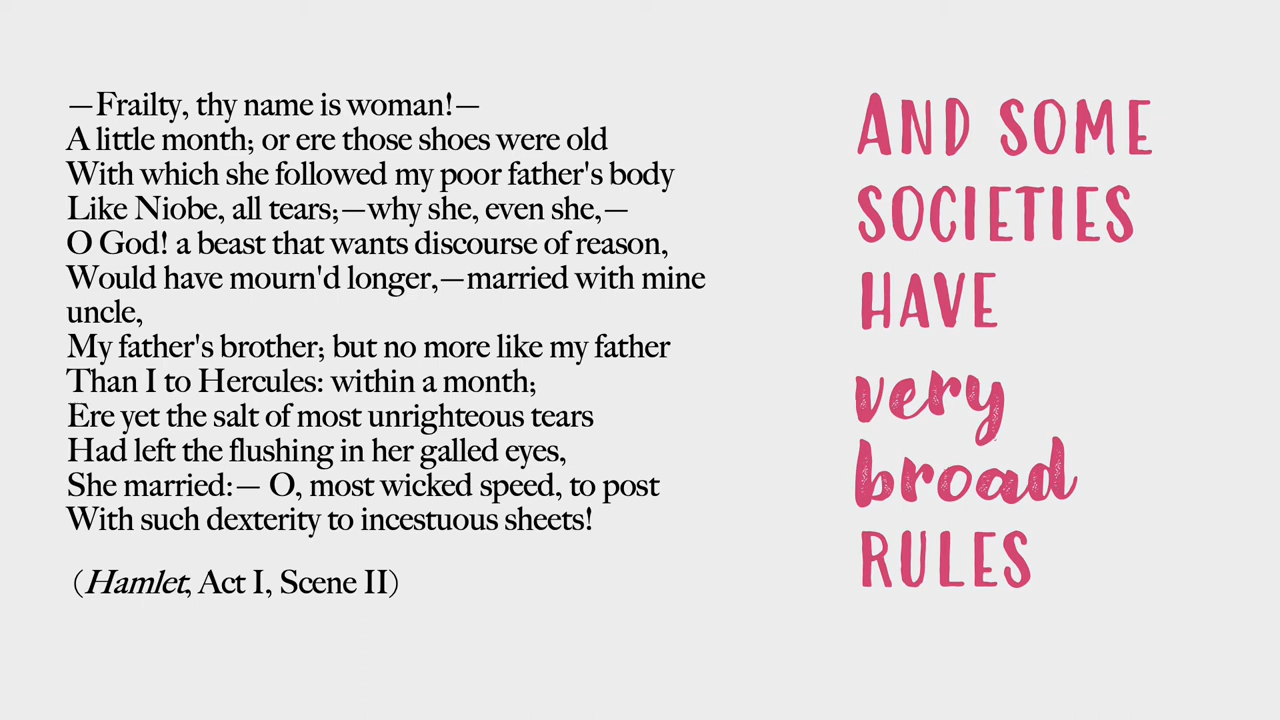 —Frailty, thy name is woman!—
A little month; or ere those shoes were old
With which she followed my poor father's body
Like Niobe, all tears;—why she, even she,—
O God! a beast that wants discourse of reason,
Would have mourn'd longer,—married with mine
uncle,
My father's brother; but no more like my father
Than I to Hercules: within a month;
Ere yet the salt of most unrighteous tears
Had left the flushing in her galled eyes,
She married:— O, most wicked speed, to post
With such dexterity to incestuous sheets!
(Hamlet, Act I, Scene II)
AND SOME
SOCIETIES
HAVE
very
broad
RULES